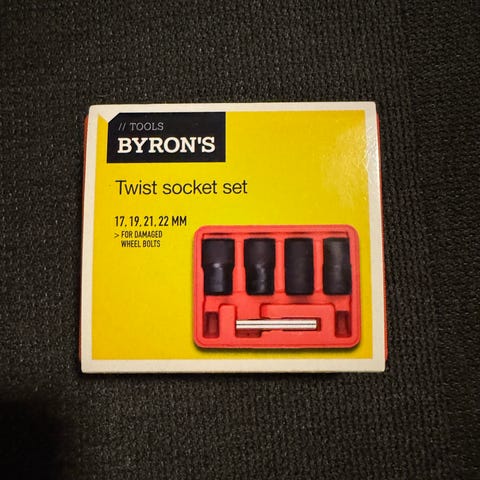 // TOOLS
BYRON'S
Twist socket set
17, 19, 21, 22 MM
> FOR DAMAGED
WHEEL BOLTS